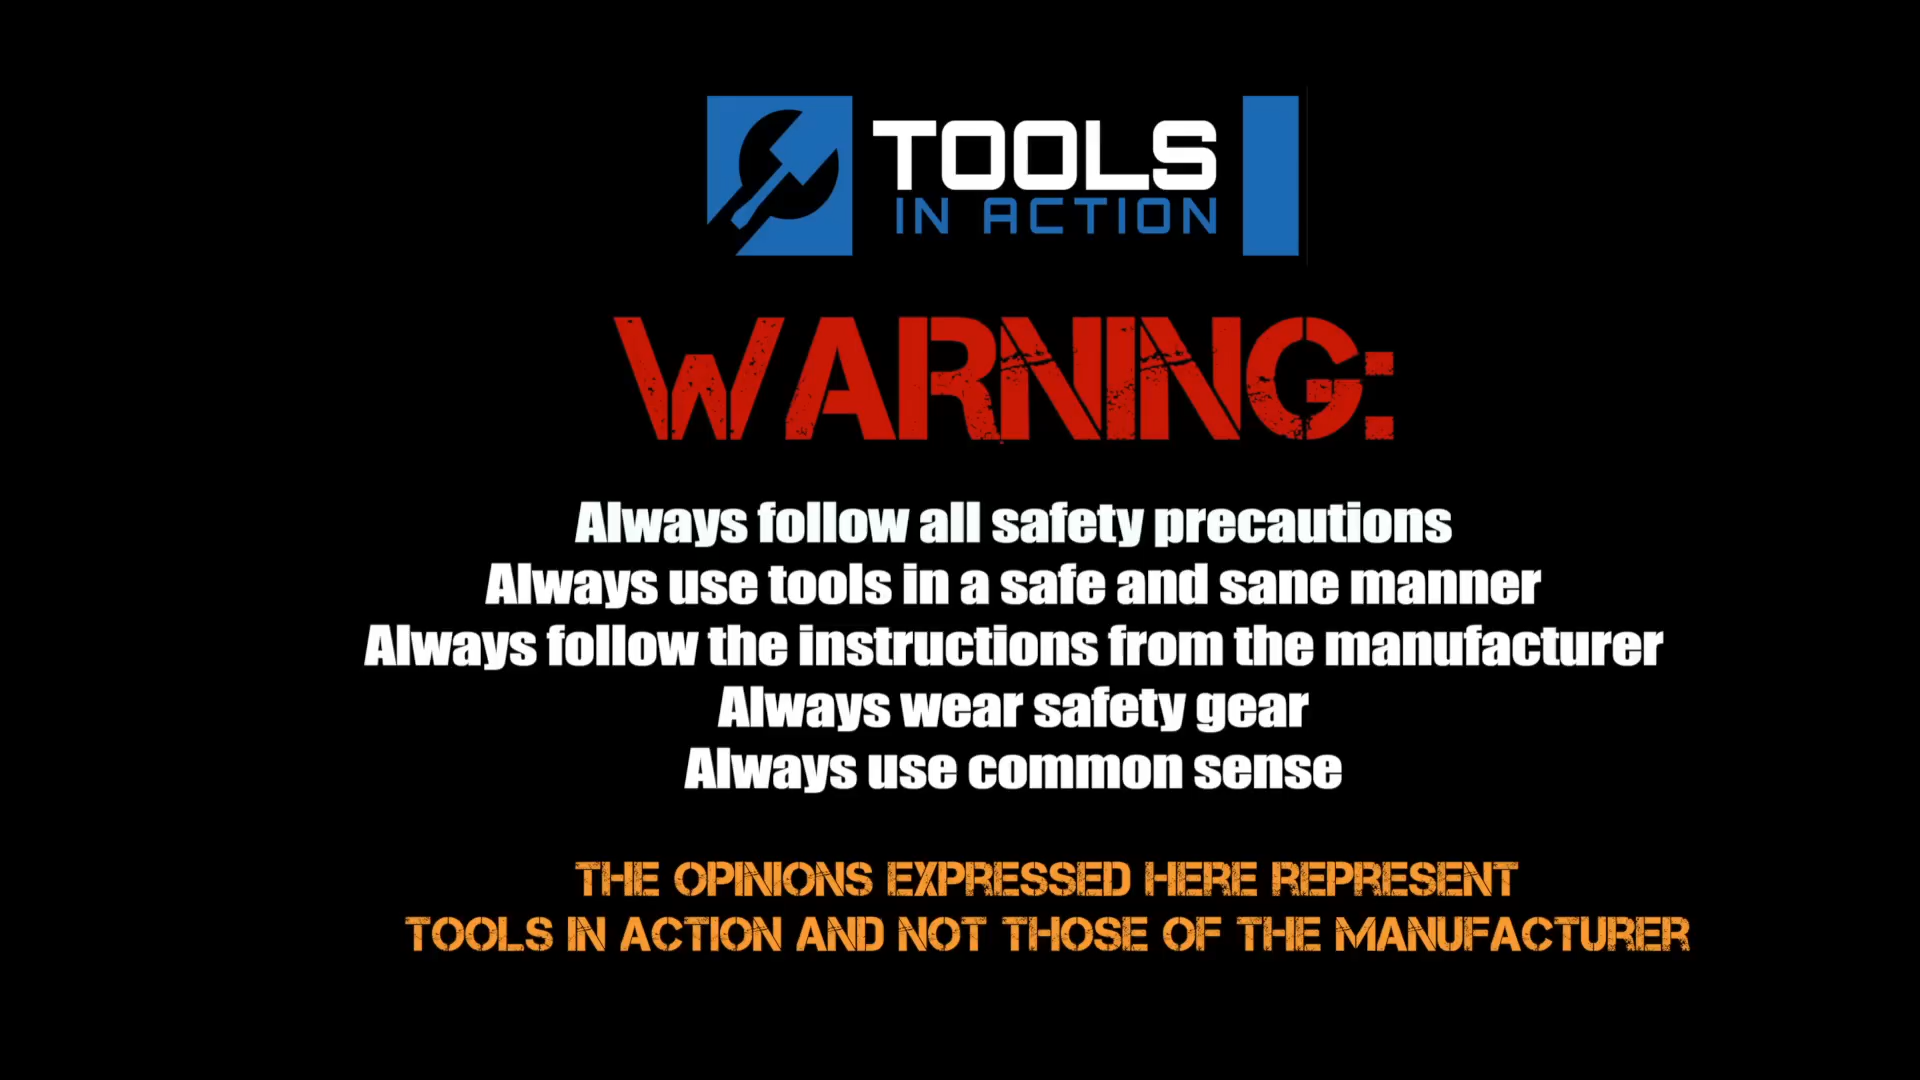 TOOLS
IN ACTION
WARNING:
Always follow all safety precautions
Always use tools in a safe and sane manner
Always follow the instructions from the manufacturer
Always wear safety gear
Always use common sense
THE OPINIONS EXPRESSED HERE REPRESENT
TOOLS IN ACTION AND NOT THOSE OF THE MANUFACTURER